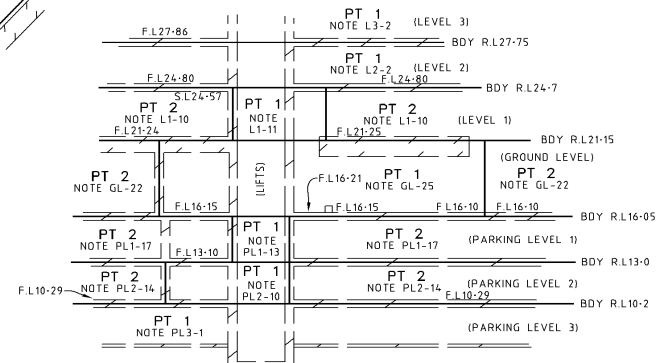 PT 1 (LEVEL 3)
F.L27·86 NOTE L3-2
BDY R.L27·75
PT 1 (LEVEL 2)
F.L24·80 NOTE L2-2 F.L24·80
BDY R.L24·7
S.L24·57
PT 2 PT 1 PT 2
NOTE L1-10 NOTE L1-11 NOTE L1-10 (LEVEL 1)
F.L21·24 F.L21·25
BDY R.L21·15
(GROUND LEVEL)
PT 2 (LIFTS) F.L16·21 PT 1 PT 2
NOTE GL-22 NOTE GL-25 NOTE GL-22
F.L16·15 F.L16·15 F.L16·10 F.L16·10
BDY R.L16·05
PT 2 PT 1 PT 2
NOTE PL1-17 NOTE PL1-13 NOTE PL1-17 (PARKING LEVEL 1)
F.L13·10
BDY R.L13·0
PT 2 PT 1 PT 2
NOTE PL2-14 NOTE PL2-10 NOTE PL2-14 (PARKING LEVEL 2)
F.L10·29 F.L10·29
BDY R.L10·2
PT 1
NOTE PL3-1 (PARKING LEVEL 3)